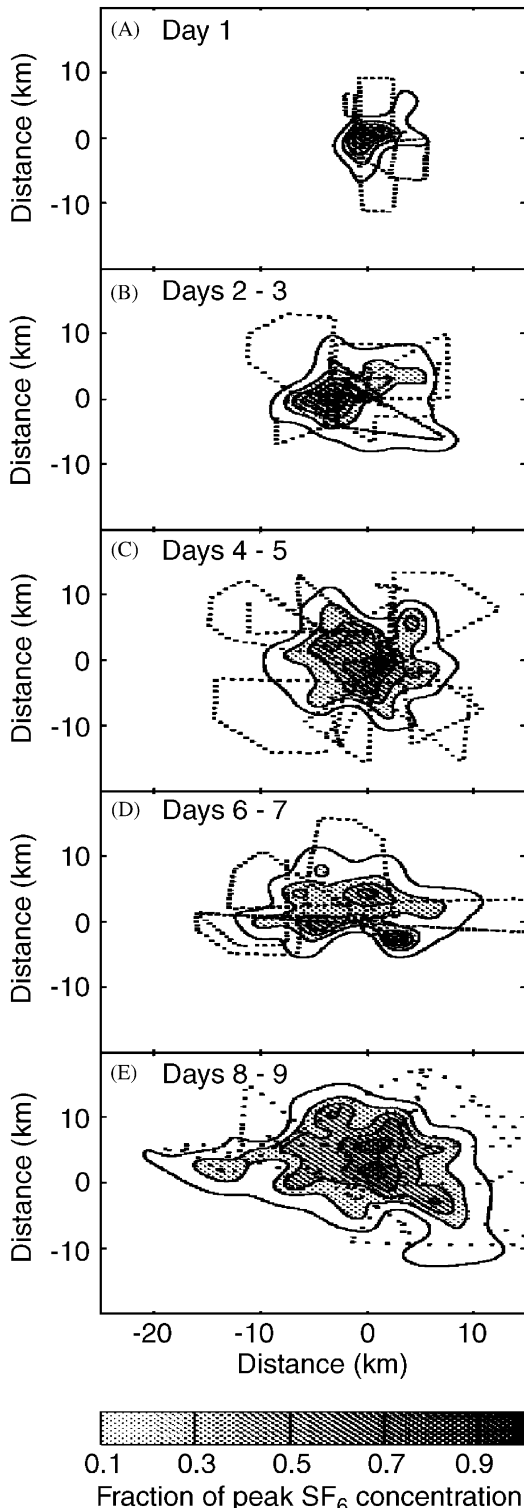 (A) Day 1
Distance (km)
10
0
-10
(B) Days 2 - 3
Distance (km)
10
0
-10
(C) Days 4 - 5
Distance (km)
10
0
-10
(D) Days 6 - 7
Distance (km)
10
0
-10
(E) Days 8 - 9
Distance (km)
10
0
-10
-20 -10 0 10
Distance (km)
0.1 0.3 0.5 0.7 0.9
Fraction of peak SF6 concentration